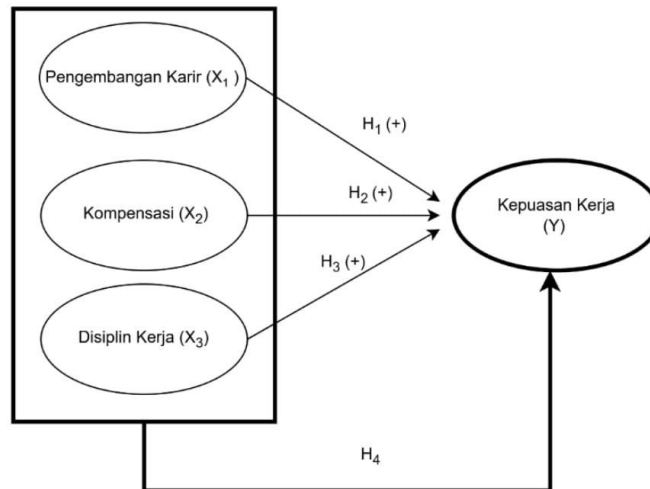 Pengembangan Karir (X₁ )
H₁ (+)
Kompensasi (X₂)
H₂ (+)
Kepuasan Kerja
(Y)
H₃ (+)
Disiplin Kerja (X₃)
H₄